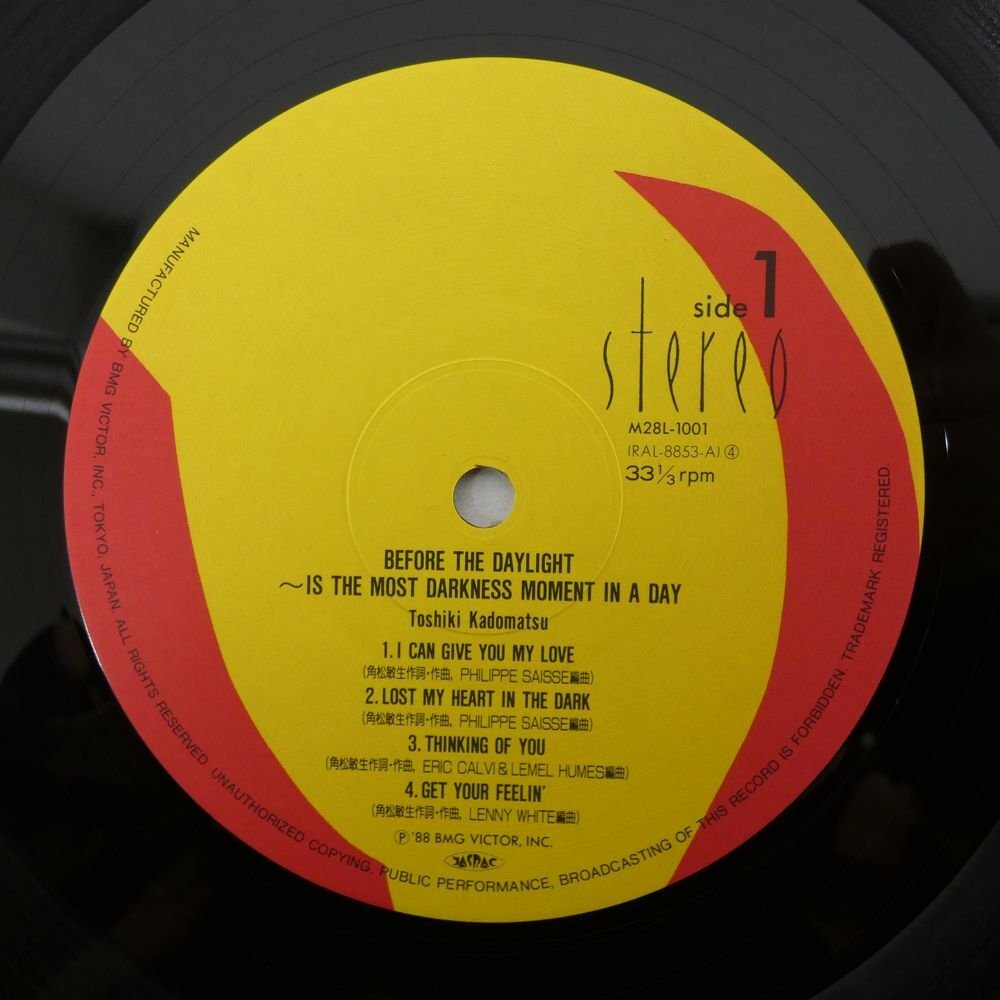 side 1
stereo
M28L-1001
(RAL-8853-A)④
33⅓rpm
BEFORE THE DAYLIGHT
～IS THE MOST DARKNESS MOMENT IN A DAY
Toshiki Kadomatsu
1. I CAN GIVE YOU MY LOVE
(角松敏生作詞・作曲, PHILIPPE SAISSE編曲)
2. LOST MY HEART IN THE DARK
(角松敏生作詞・作曲, PHILIPPE SAISSE編曲)
3. THINKING OF YOU
(角松敏生作詞・作曲, ERIC CALVI & LEMEL HUMES編曲)
4. GET YOUR FEELIN'
(角松敏生作詞・作曲, LENNY WHITE編曲)
Ⓟ '88 BMG VICTOR, INC.
JASRAC
MANUFACTURED BY BMG VICTOR, INC., TOKYO, JAPAN. ALL RIGHTS RESERVED UNAUTHORIZED COPYING, PUBLIC PERFORMANCE, BROADCASTING OF THIS RECORD IS FORBIDDEN. TRADEMARK REGISTERED.